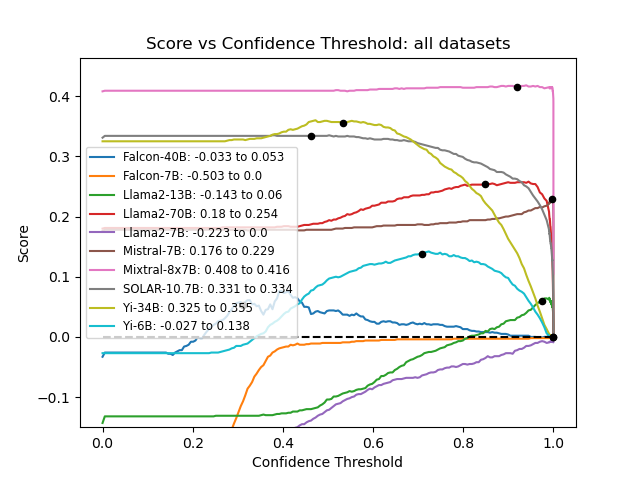 Score vs Confidence Threshold: all datasets
Score
0.4
0.3
0.2
0.1
0.0
−0.1
Falcon-40B: -0.033 to 0.053
Falcon-7B: -0.503 to 0.0
Llama2-13B: -0.143 to 0.06
Llama2-70B: 0.18 to 0.254
Llama2-7B: -0.223 to 0.0
Mistral-7B: 0.176 to 0.229
Mixtral-8x7B: 0.408 to 0.416
SOLAR-10.7B: 0.331 to 0.334
Yi-34B: 0.325 to 0.355
Yi-6B: -0.027 to 0.138
0.0 0.2 0.4 0.6 0.8 1.0
Confidence Threshold